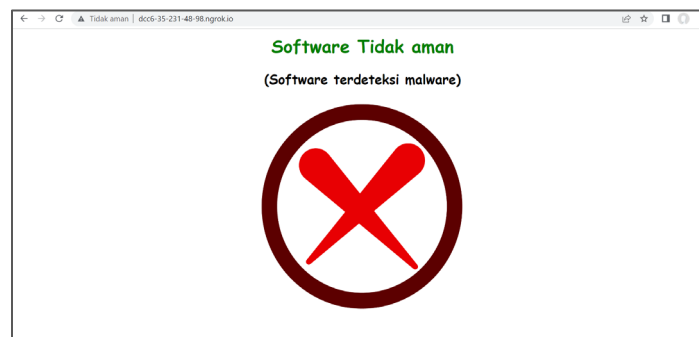 Tidak aman | dcc6-35-231-48-98.ngrok.io
Software Tidak aman
(Software terdeteksi malware)